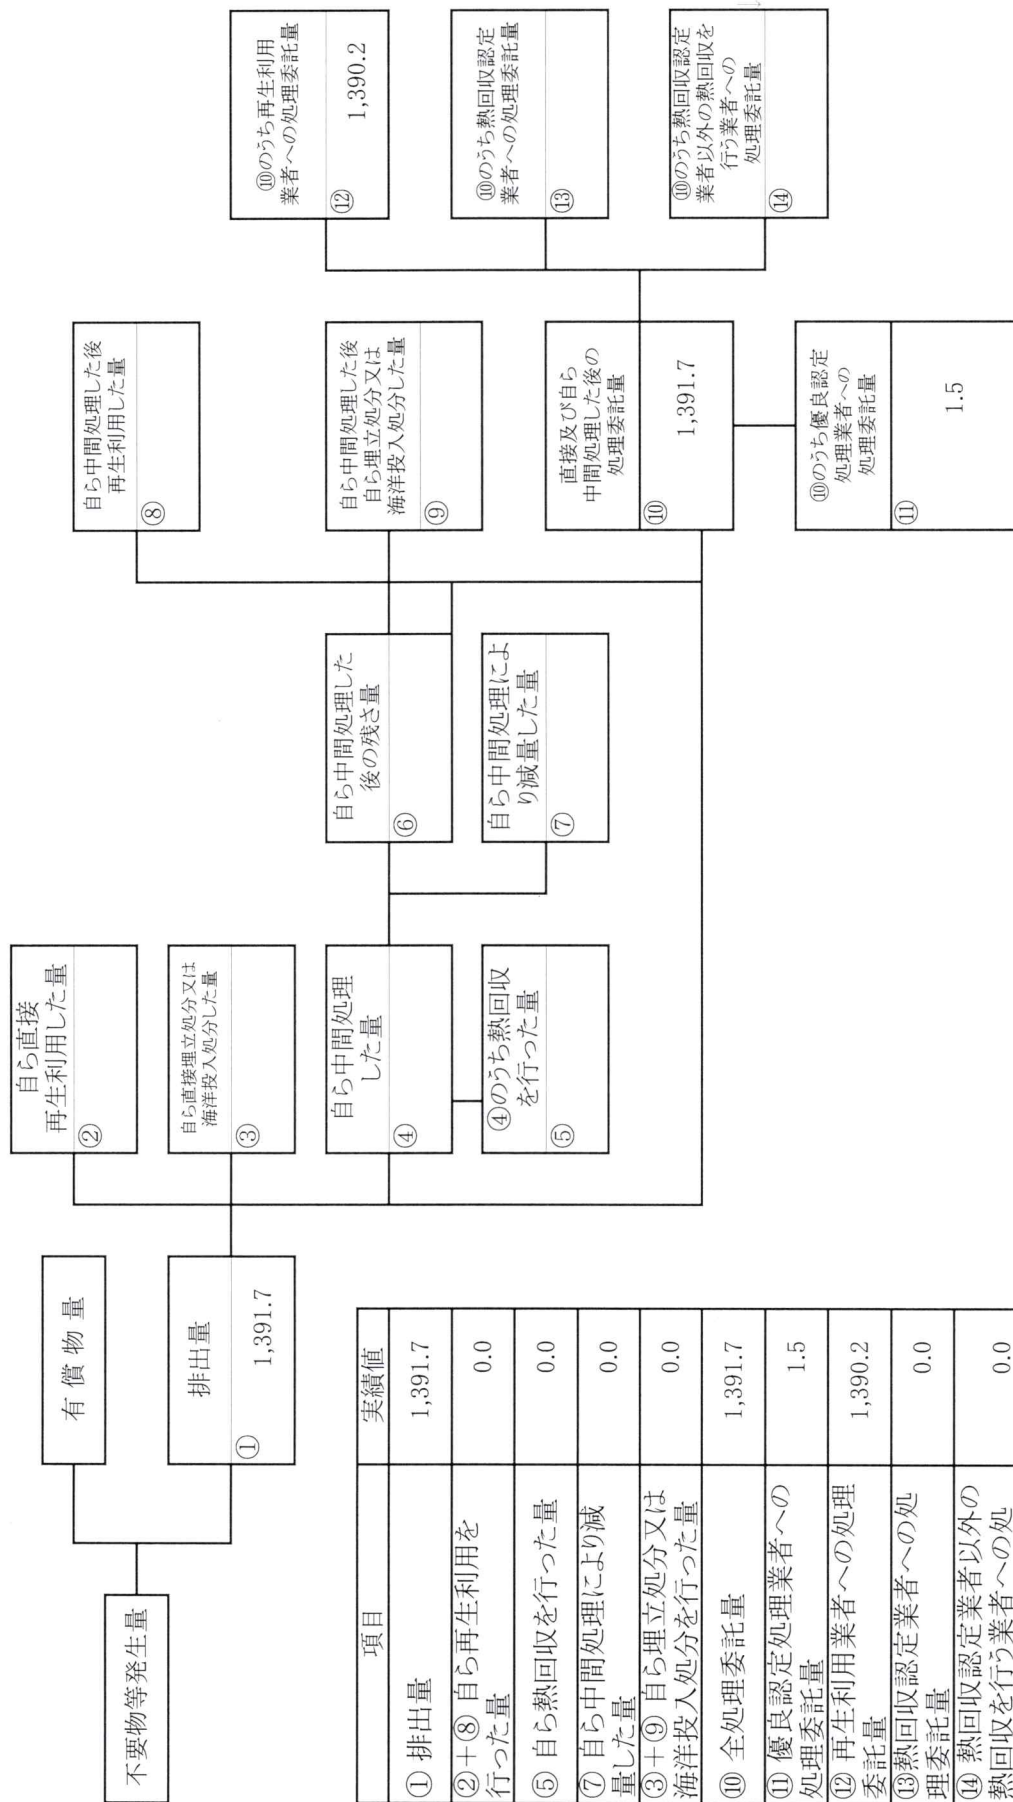 不要物等発生量
有償物量
排出量
①
1,391.7
自ら直接
再生利用した量
②
自ら直接埋立処分又は
海洋投入処分した量
③
自ら中間処理
した量
④
④のうち熱回収
を行った量
⑤
自ら中間処理した
後の残さ量
⑥
自ら中間処理によ
り減量した量
⑦
自ら中間処理した後
再生利用した量
⑧
自ら中間処理した後
自ら埋立処分又は
海洋投入処分した量
⑨
直接及び自ら
中間処理した後の
処理委託量
⑩
1,391.7
⑩のうち優良認定
処理業者への
処理委託量
⑪
1.5
⑩のうち再生利用
業者への処理委託量
⑫
1,390.2
⑩のうち熱回収認定
業者への処理委託量
⑬
⑩のうち熱回収認定
業者以外の熱回収を
行う業者への
処理委託量
⑭
項目 実績値
① 排出量 1,391.7
②+⑧ 自ら再生利用を
行った量 0.0
⑤ 自ら熱回収を行った量 0.0
⑦ 自ら中間処理により減
量した量 0.0
③+⑨ 自ら埋立処分又は
海洋投入処分を行った量 0.0
⑩ 全処理委託量 1,391.7
⑪ 優良認定処理業者への
処理委託量 1.5
⑫ 再生利用業者への処理
委託量 1,390.2
⑬熱回収認定業者への処
理委託量 0.0
⑭ 熱回収認定業者以外の
熱回収を行う業者への処 0.0